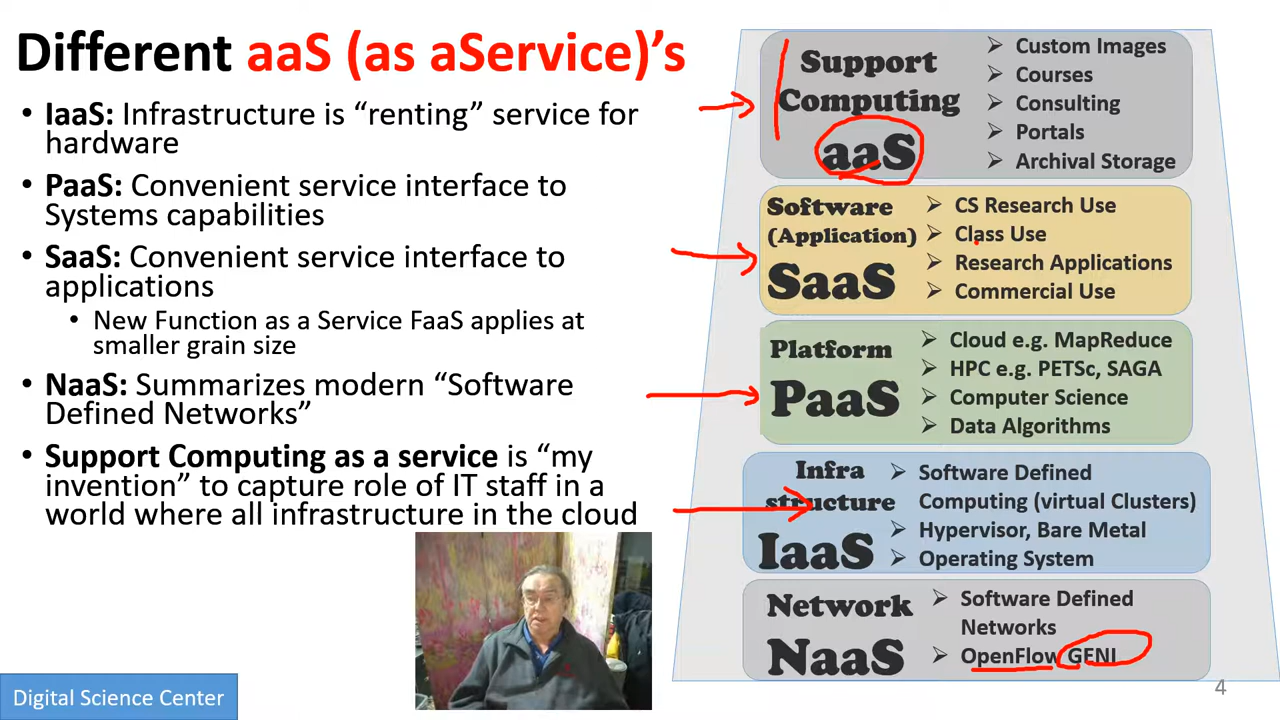 Different aaS (as aService)’s
• IaaS: Infrastructure is “renting” service for
hardware
• PaaS: Convenient service interface to
Systems capabilities
• SaaS: Convenient service interface to
applications
• New Function as a Service FaaS applies at
smaller grain size
• NaaS: Summarizes modern “Software
Defined Networks”
• Support Computing as a service is “my
invention” to capture role of IT staff in a
world where all infrastructure in the cloud
Support
Computing
aaS
➢ Custom Images
➢ Courses
➢ Consulting
➢ Portals
➢ Archival Storage
Software
(Application)
SaaS
➢ CS Research Use
➢ Class Use
➢ Research Applications
➢ Commercial Use
Platform
PaaS
➢ Cloud e.g. MapReduce
➢ HPC e.g. PETSc, SAGA
➢ Computer Science
➢ Data Algorithms
Infra
structure
IaaS
➢ Software Defined
Computing (virtual Clusters)
➢ Hypervisor, Bare Metal
➢ Operating System
Network
NaaS
➢ Software Defined
Networks
➢ OpenFlow GENI
Digital Science Center
4